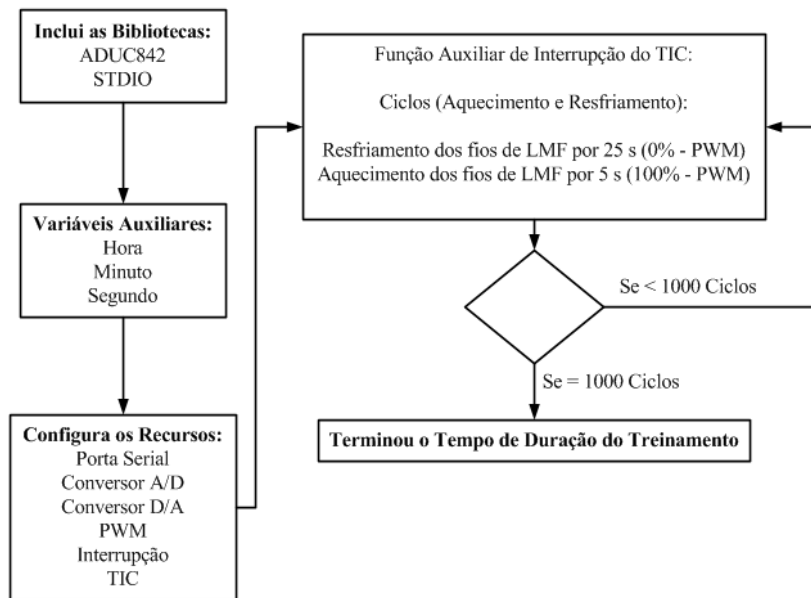 Inclui as Bibliotecas:
ADUC842
STDIO
Variáveis Auxiliares:
Hora
Minuto
Segundo
Configura os Recursos:
Porta Serial
Conversor A/D
Conversor D/A
PWM
Interrupção
TIC
Função Auxiliar de Interrupção do TIC:
Ciclos (Aquecimento e Resfriamento):
Resfriamento dos fios de LMF por 25 s (0% - PWM)
Aquecimento dos fios de LMF por 5 s (100% - PWM)
Se < 1000 Ciclos
Se = 1000 Ciclos
Terminou o Tempo de Duração do Treinamento